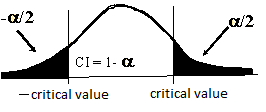 -α/2
α/2
CI = 1- α
—critical value
critical value